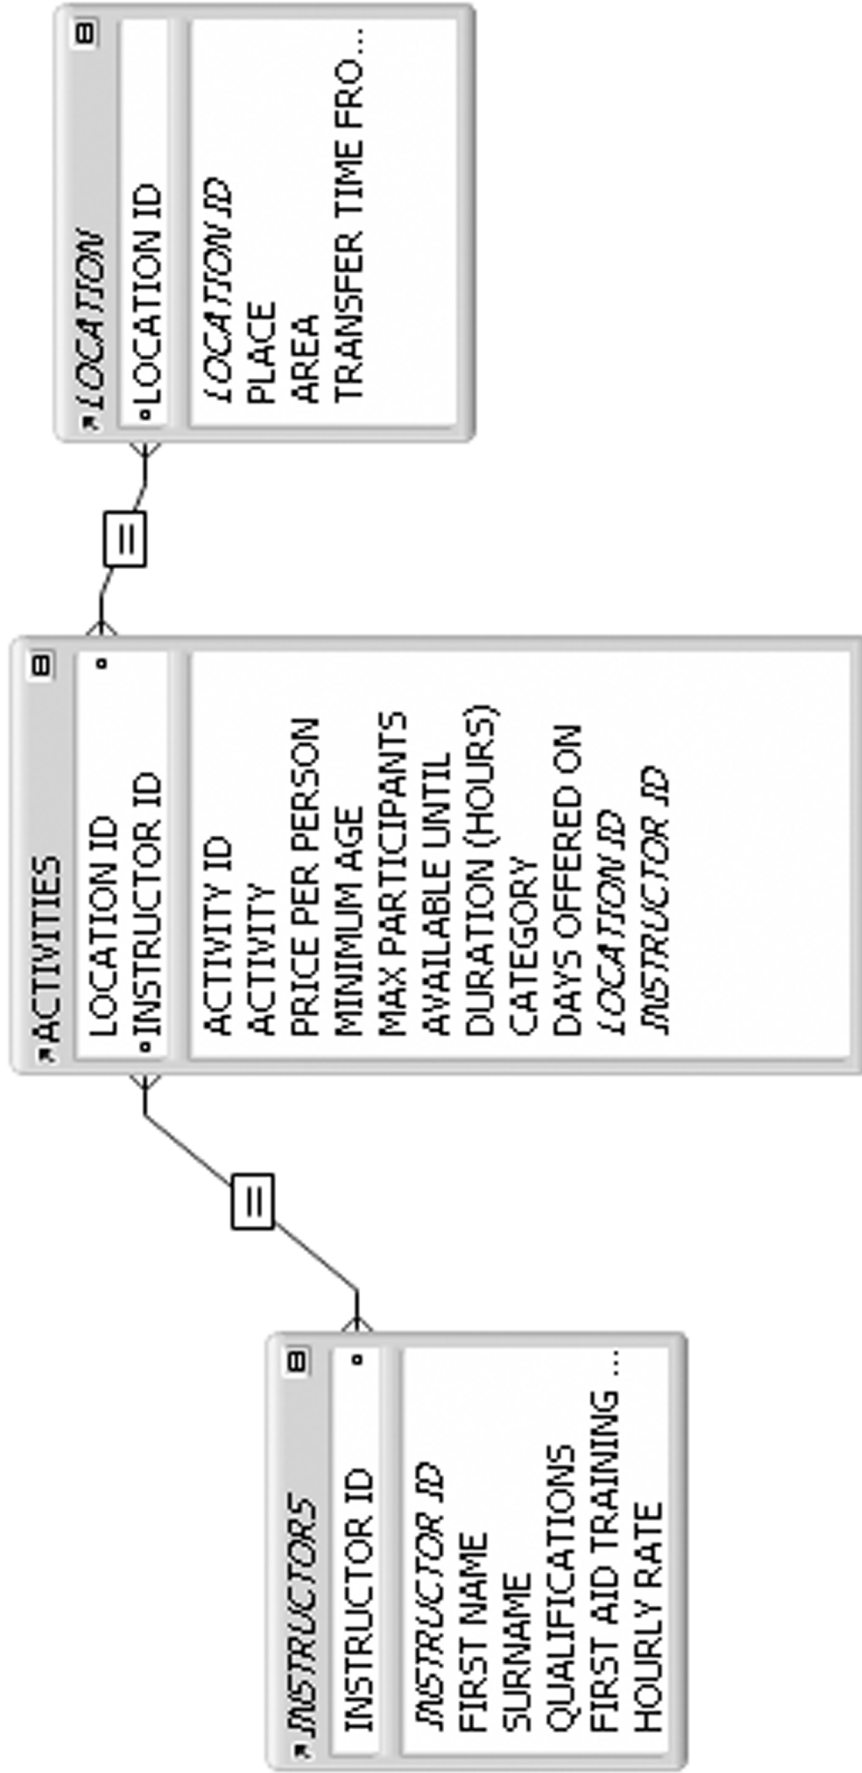 INSTRUCTORS
INSTRUCTOR ID
INSTRUCTOR ID
FIRST NAME
SURNAME
QUALIFICATIONS
FIRST AID TRAINING ...
HOURLY RATE
ACTIVITIES
LOCATION ID
INSTRUCTOR ID
ACTIVITY ID
ACTIVITY
PRICE PER PERSON
MINIMUM AGE
MAX PARTICIPANTS
AVAILABLE UNTIL
DURATION (HOURS)
CATEGORY
DAYS OFFERED ON
LOCATION ID
INSTRUCTOR ID
LOCATION
LOCATION ID
LOCATION ID
PLACE
AREA
TRANSFER TIME FRO...